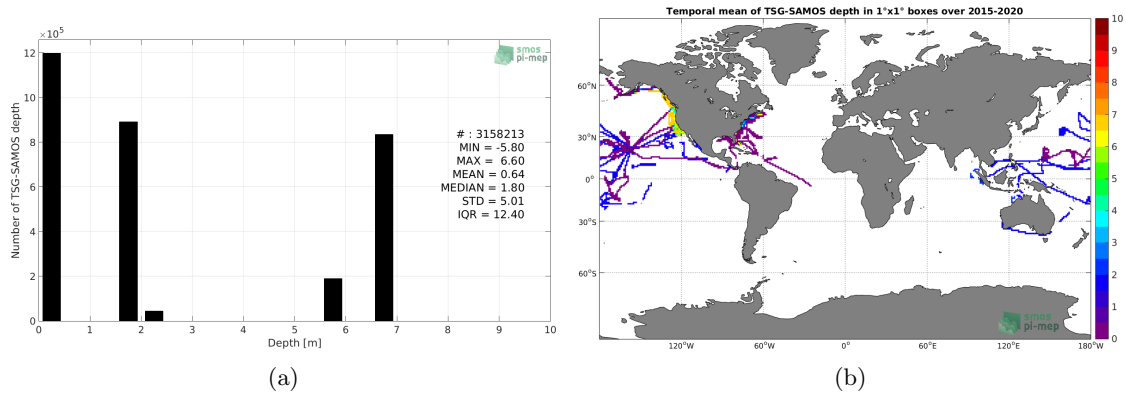 ×10⁵
12
10
8
6
4
2
0
Number of TSG-SAMOS depth
0 1 2 3 4 5 6 7 8 9 10
Depth [m]
smos
pi-mep
# : 3158213
MIN = -5.80
MAX = 6.60
MEAN = 0.64
MEDIAN = 1.80
STD = 5.01
IQR = 12.40
(a)
Temporal mean of TSG-SAMOS depth in 1°x1° boxes over 2015-2020
60°N
30°N
0°
30°S
60°S
120°W 60°W 0° 60°E 120°E 180°W
smos
pi-mep
10
9
8
7
6
5
4
3
2
1
0
(b)